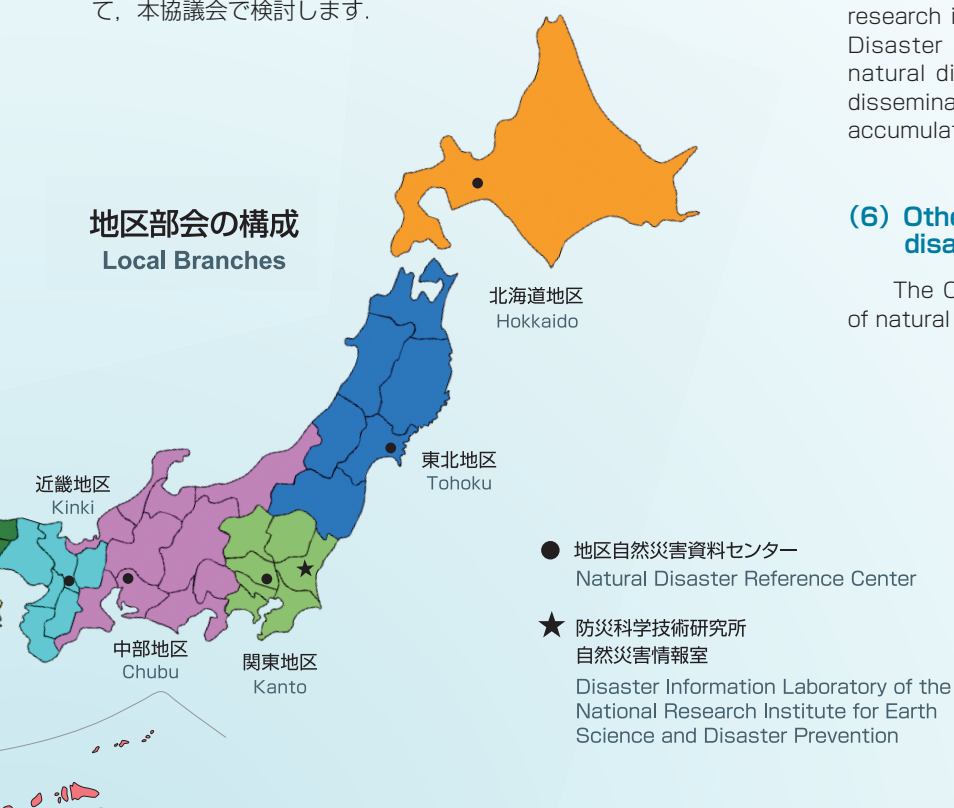 て，本協議会で検討します.
地区部会の構成
Local Branches
北海道地区
Hokkaido
東北地区
Tohoku
近畿地区
Kinki
中部地区
Chubu
関東地区
Kanto
● 地区自然災害資料センター
Natural Disaster Reference Center
★ 防災科学技術研究所
自然災害情報室
Disaster Information Laboratory of the
National Research Institute for Earth
Science and Disaster Prevention
research
Disaster
natural
(6)
The
of natural